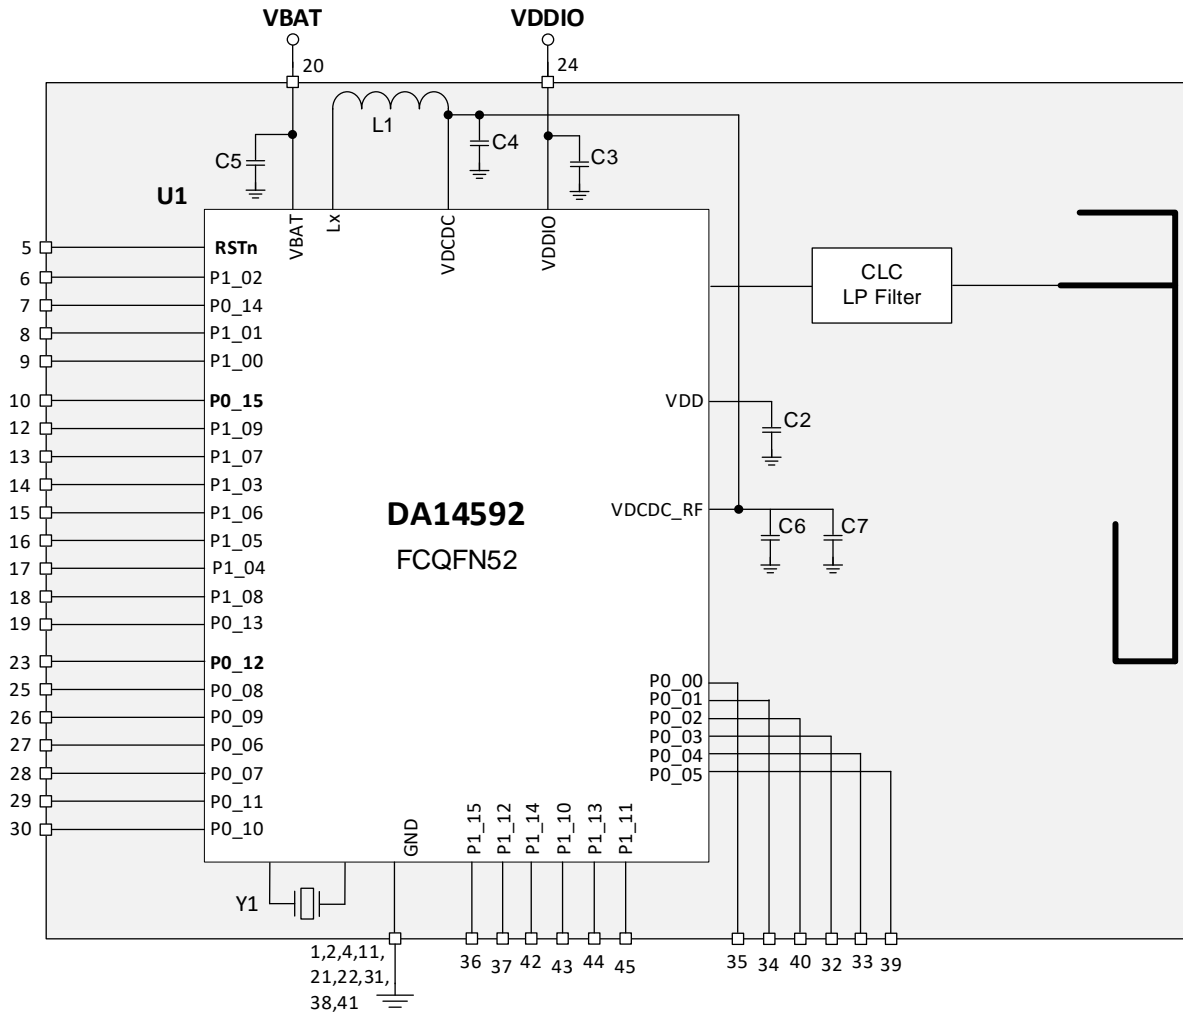 VBAT
VDDIO
20
24
L1
C4
C5
C3
U1
VBAT
Lx
VDCDC
VDDIO
5 RSTn
6 P1_02
7 P0_14
8 P1_01
9 P1_00
10 P0_15
12 P1_09
13 P1_07
14 P1_03
15 P1_06
16 P1_05
17 P1_04
18 P1_08
19 P0_13
23 P0_12
25 P0_08
26 P0_09
27 P0_06
28 P0_07
29 P0_11
30 P0_10
CLC
LP Filter
VDD
C2
DA14592
FCQFN52
VDCDC_RF
C6
C7
P0_00
P0_01
P0_02
P0_03
P0_04
P0_05
GND
P1_15
P1_12
P1_14
P1_10
P1_13
P1_11
Y1
1,2,4,11,
21,22,31,
38,41
36
37
42
43
44
45
35
34
40
32
33
39